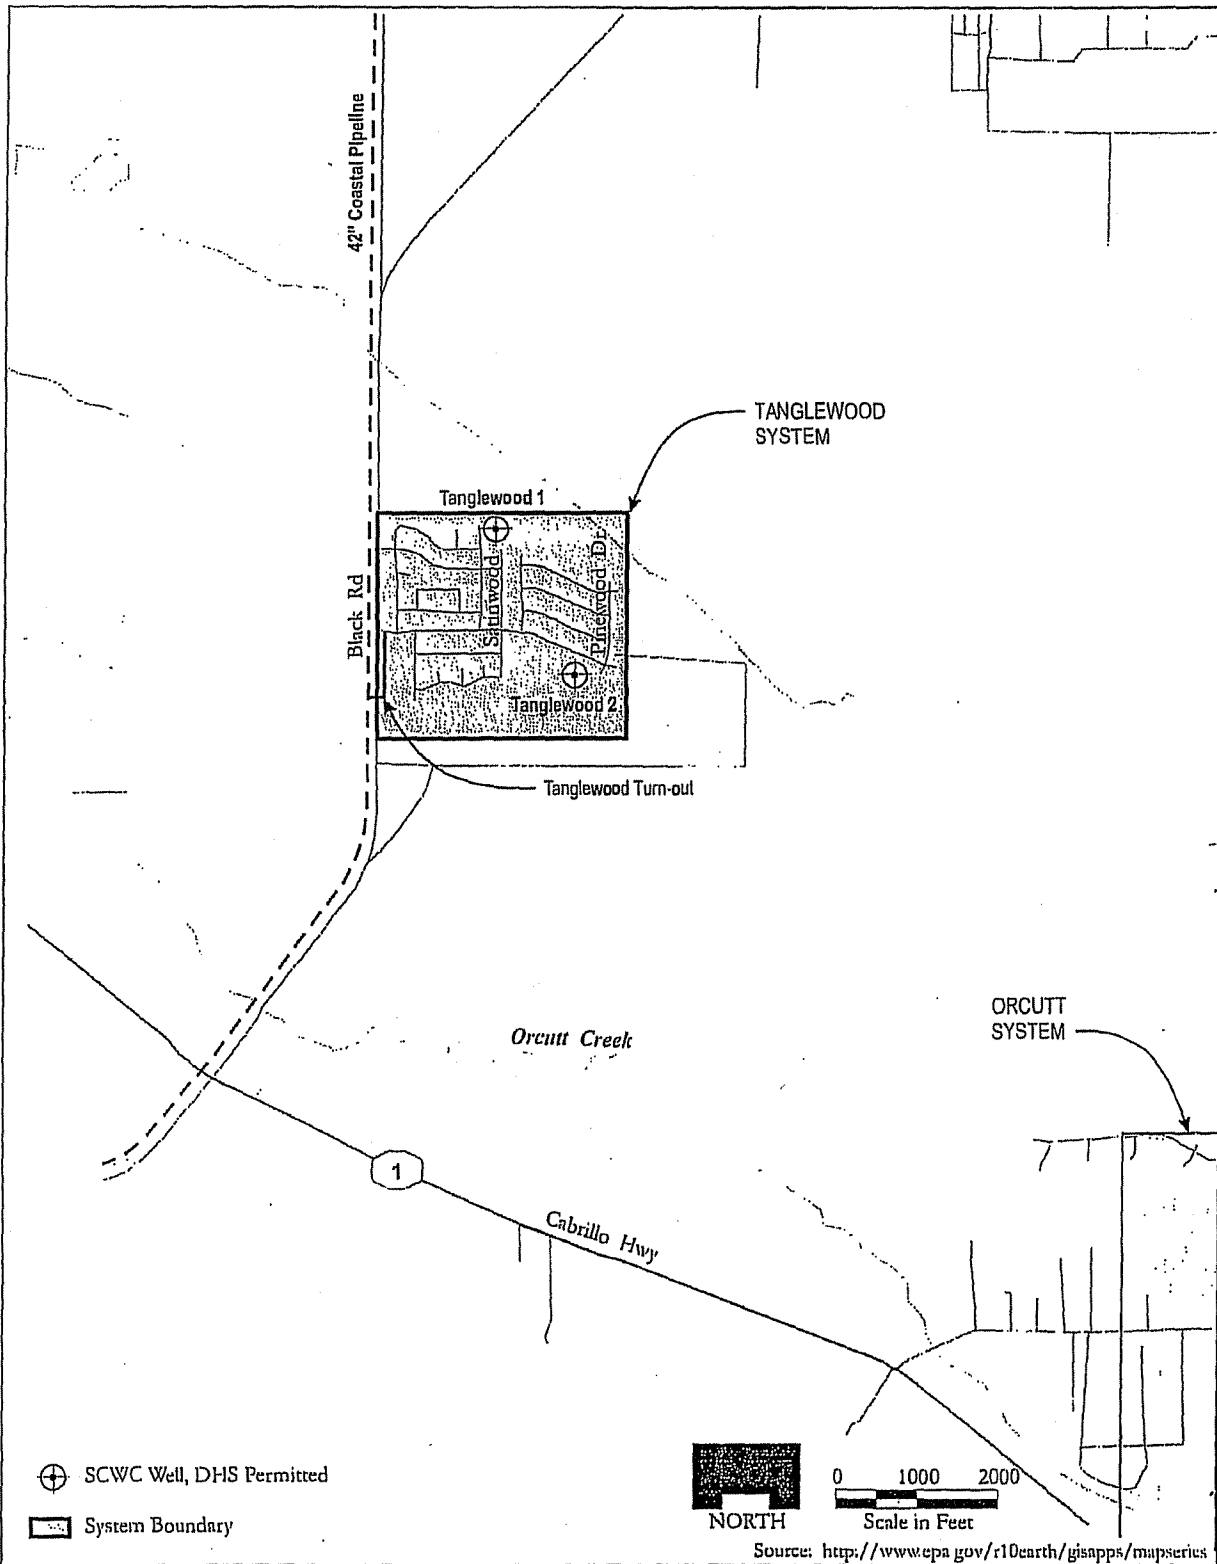 42" Coastal Pipeline
TANGLEWOOD
SYSTEM
Tanglewood 1
Black Rd
Satinwood
Pinewood Dr
Tanglewood 2
Tanglewood Turn-out
Orcutt Creek
ORCUTT
SYSTEM
1
Cabrillo Hwy
SCWC Well, DHS Permitted
System Boundary
NORTH
0 1000 2000
Scale in Feet
Source: http://www.epa.gov/r10earth/gisapps/mapseries